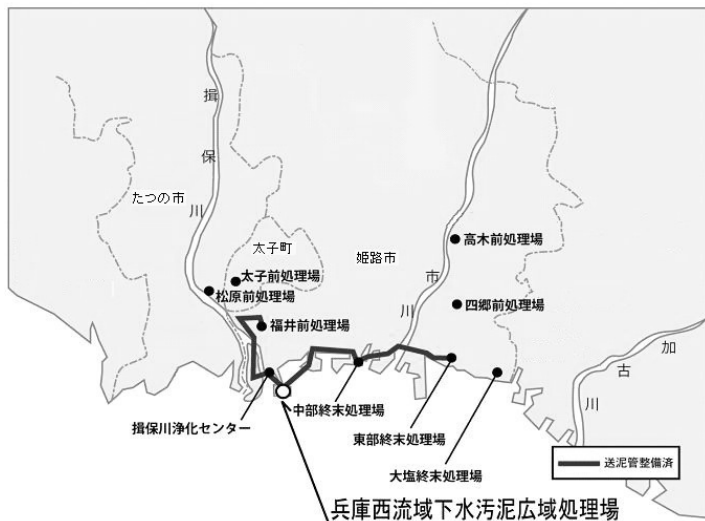 揖保川
たつの市
太子町
姫路市
市川
加古川
高木前処理場
太子前処理場
松原前処理場
四郷前処理場
福井前処理場
中部終末処理場
揖保川浄化センター
東部終末処理場
大塩終末処理場
送泥管整備済
兵庫西流域下水汚泥広域処理場